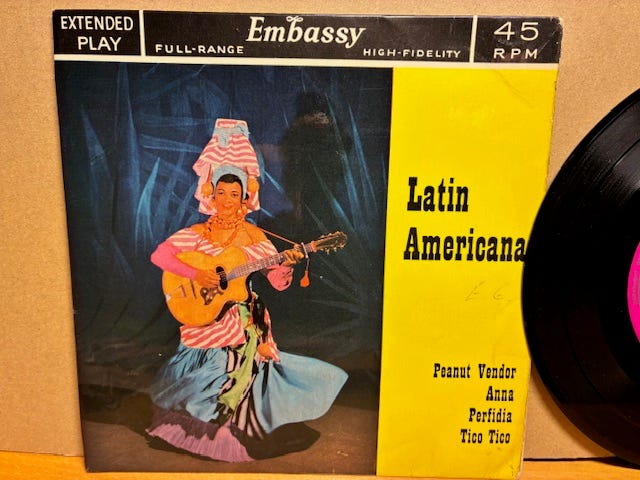 EXTENDED
PLAY
Embassy
FULL-RANGE
HIGH-FIDELITY
45
RPM
Latin
Americana
Peanut Vendor
Anna
Perfidia
Tico Tico